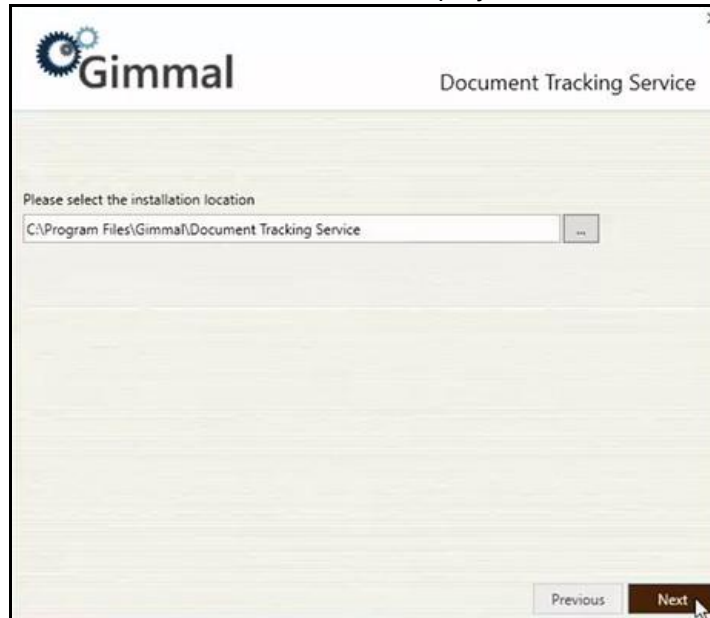 Gimmal
Document Tracking Service
Please select the installation location
C:\Program Files\Gimmal\Document Tracking Service
...
Previous
Next